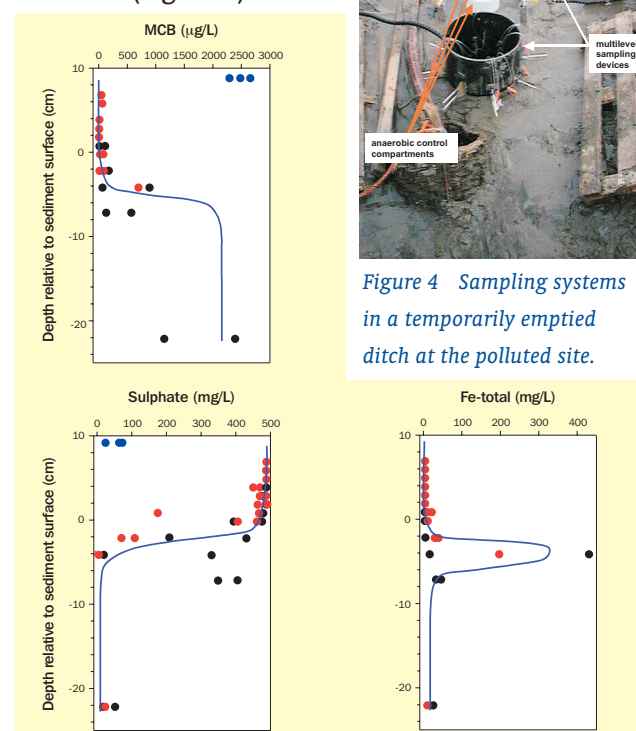 MCB (µg/L)
0 500 1000 1500 2000 2500 3000
10
0
-10
-20
Depth relative to sediment surface (cm)
multilevel
sampling
devices
anaerobic control
compartments
Figure 4 Sampling systems
in a temporarily emptied
ditch at the polluted site.
Sulphate (mg/L)
0 100 200 300 400 500
10
0
-10
-20
Depth relative to sediment surface (cm)
Fe-total (mg/L)
0 100 200 300 400
10
0
-10
-20